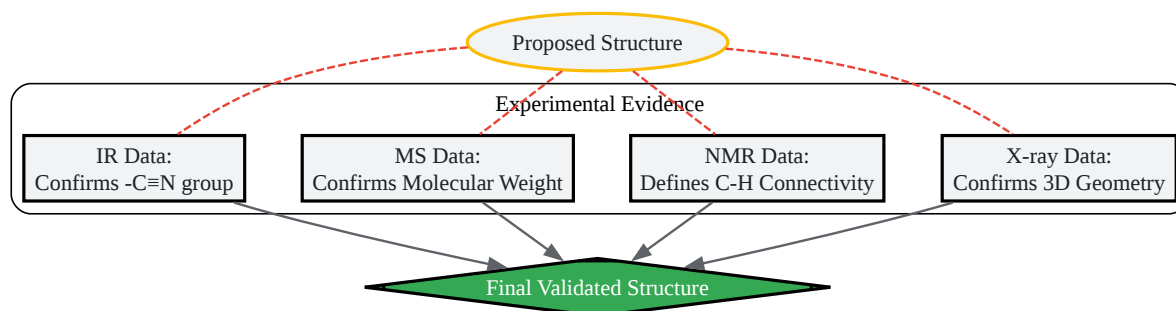 Proposed Structure
Experimental Evidence
IR Data:
Confirms -C≡N group
MS Data:
Confirms Molecular Weight
NMR Data:
Defines C-H Connectivity
X-ray Data:
Confirms 3D Geometry
Final Validated Structure